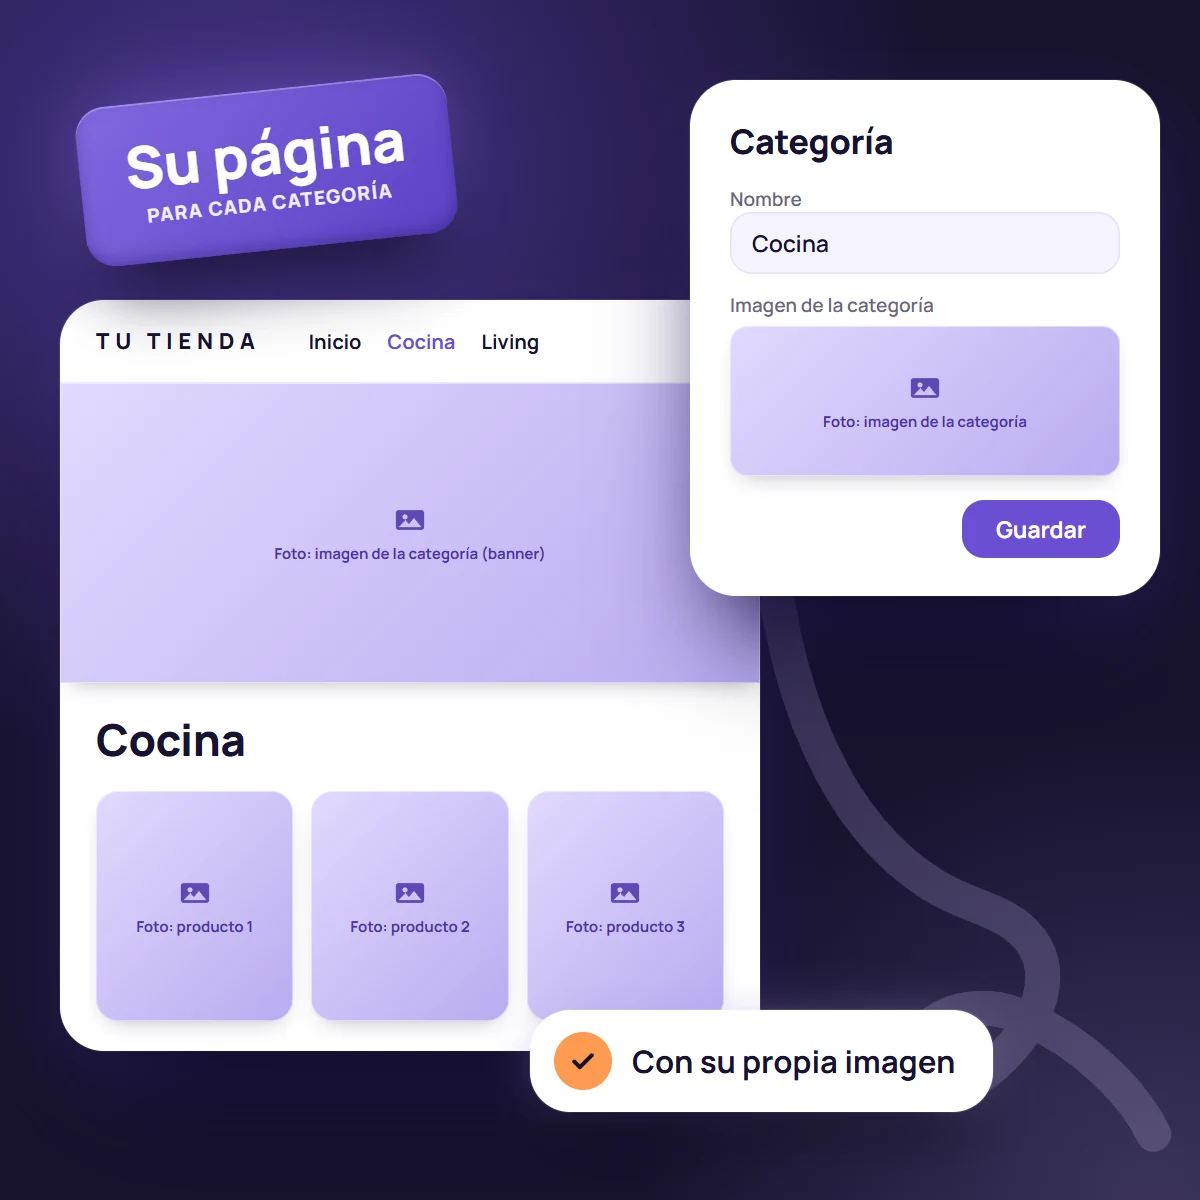 Su página
PARA CADA CATEGORÍA
TU TIENDA Inicio Cocina Living
Foto: imagen de la categoría (banner)
Cocina
Foto: producto 1
Foto: producto 2
Foto: producto 3
Categoría
Nombre
Cocina
Imagen de la categoría
Foto: imagen de la categoría
Guardar
Con su propia imagen